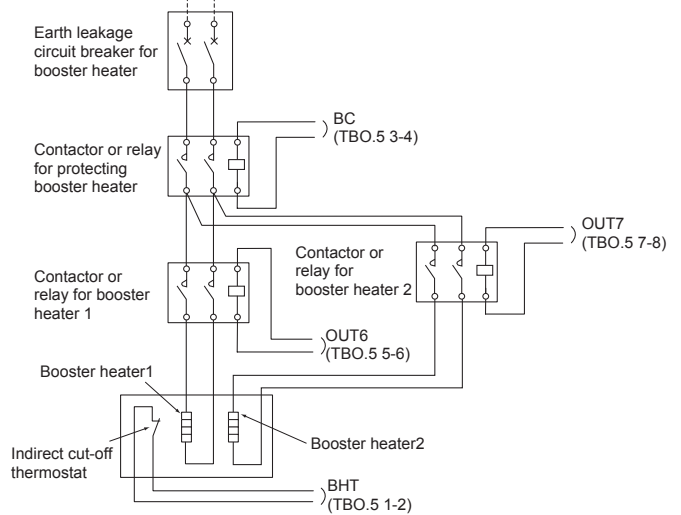 Earth leakage
circuit breaker for
booster heater
BC
(TBO.5 3-4)
Contactor or relay
for protecting
booster heater
OUT7
(TBO.5 7-8)
Contactor or
relay for
booster heater 2
Contactor or
relay for booster
heater 1
OUT6
(TBO.5 5-6)
Booster heater1
Booster heater2
Indirect cut-off
thermostat
BHT
(TBO.5 1-2)